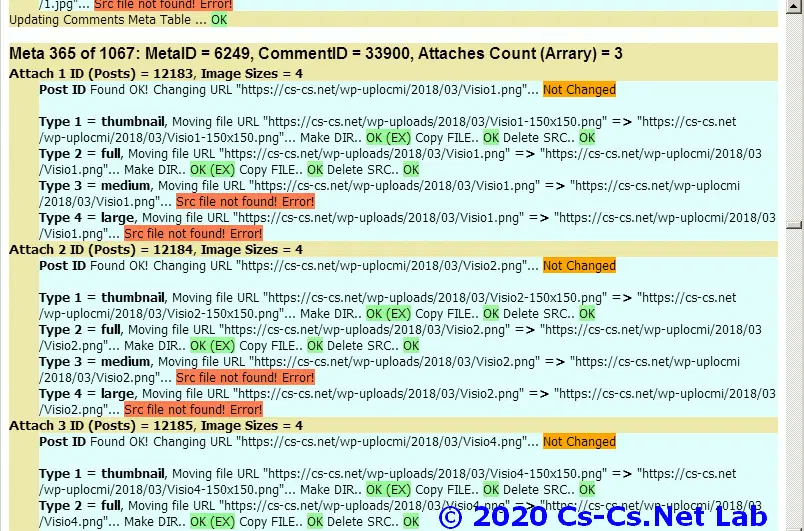 /1.jpg"... Src file not found! Error!
Updating Comments Meta Table ... OK
Meta 365 of 1067: MetaID = 6249, CommentID = 33900, Attaches Count (Arrary) = 3
Attach 1 ID (Posts) = 12183, Image Sizes = 4
Post ID Found OK! Changing URL "https://cs-cs.net/wp-uplocmi/2018/03/Visio1.png"... Not Changed
Type 1 = thumbnail, Moving file URL "https://cs-cs.net/wp-uploads/2018/03/Visio1-150x150.png" => "https://cs-cs.net
/wp-uplocmi/2018/03/Visio1-150x150.png"... Make DIR.. OK (EX) Copy FILE.. OK Delete SRC.. OK
Type 2 = full, Moving file URL "https://cs-cs.net/wp-uploads/2018/03/Visio1.png" => "https://cs-cs.net/wp-uplocmi/2018/03
/Visio1.png"... Make DIR.. OK (EX) Copy FILE.. OK Delete SRC.. OK
Type 3 = medium, Moving file URL "https://cs-cs.net/wp-uploads/2018/03/Visio1.png" => "https://cs-cs.net/wp-uplocmi
/2018/03/Visio1.png"... Src file not found! Error!
Type 4 = large, Moving file URL "https://cs-cs.net/wp-uploads/2018/03/Visio1.png" => "https://cs-cs.net/wp-uplocmi/2018/03
/Visio1.png"... Src file not found! Error!
Attach 2 ID (Posts) = 12184, Image Sizes = 4
Post ID Found OK! Changing URL "https://cs-cs.net/wp-uplocmi/2018/03/Visio2.png"... Not Changed
Type 1 = thumbnail, Moving file URL "https://cs-cs.net/wp-uploads/2018/03/Visio2-150x150.png" => "https://cs-cs.net
/wp-uplocmi/2018/03/Visio2-150x150.png"... Make DIR.. OK (EX) Copy FILE.. OK Delete SRC.. OK
Type 2 = full, Moving file URL "https://cs-cs.net/wp-uploads/2018/03/Visio2.png" => "https://cs-cs.net/wp-uplocmi/2018/03
/Visio2.png"... Make DIR.. OK (EX) Copy FILE.. OK Delete SRC.. OK
Type 3 = medium, Moving file URL "https://cs-cs.net/wp-uploads/2018/03/Visio2.png" => "https://cs-cs.net/wp-uplocmi
/2018/03/Visio2.png"... Src file not found! Error!
Type 4 = large, Moving file URL "https://cs-cs.net/wp-uploads/2018/03/Visio2.png" => "https://cs-cs.net/wp-uplocmi/2018/03
/Visio2.png"... Src file not found! Error!
Attach 3 ID (Posts) = 12185, Image Sizes = 4
Post ID Found OK! Changing URL "https://cs-cs.net/wp-uplocmi/2018/03/Visio4.png"... Not Changed
Type 1 = thumbnail, Moving file URL "https://cs-cs.net/wp-uploads/2018/03/Visio4-150x150.png" => "https://cs-cs.net
/wp-uplocmi/2018/03/Visio4-150x150.png"... Make DIR.. OK (EX) Copy FILE.. OK Delete SRC.. OK
Type 2 = full, Moving file URL "https://cs-cs.net/wp-uploads/2018/03/Visio4.png" => "https://cs-cs.net/wp-uplocmi/2018/03
/Visio4.png"... Make DIR.. OK (EX) Copy FILE.. OK Delete SRC.. OK
© 2020 Cs-Cs.Net Lab